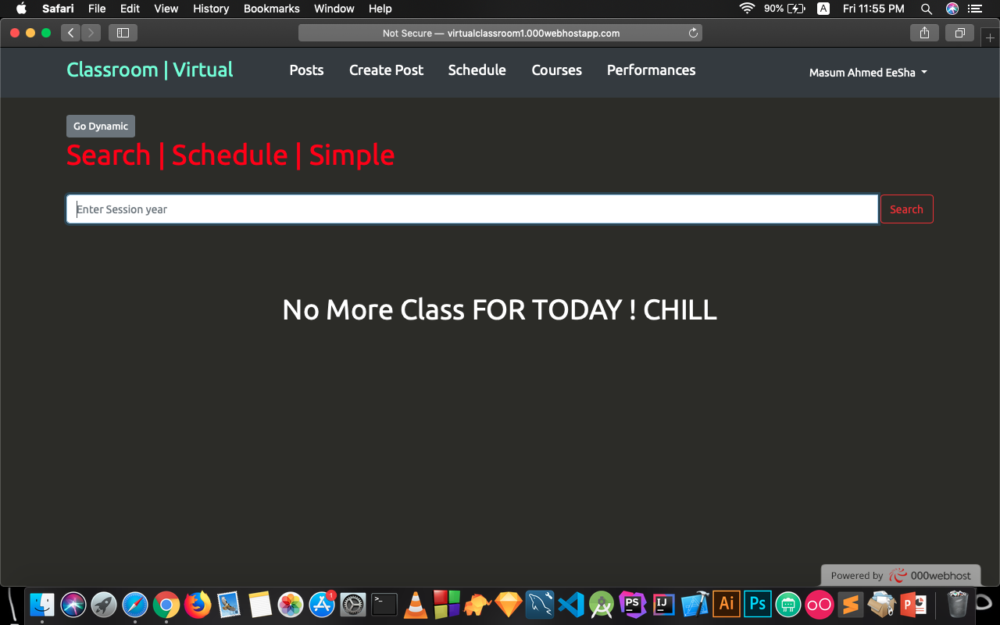 Safari File Edit View History Bookmarks Window Help 90% A Fri 11:55 PM
Not Secure — virtualclassroom1.000webhostapp.com
Classroom | Virtual Posts Create Post Schedule Courses Performances Masum Ahmed EeSha
Go Dynamic
Search | Schedule | Simple
Enter Session year Search
No More Class FOR TODAY ! CHILL
Powered by 000webhost
1
>_ PS IJ Ai Ps P